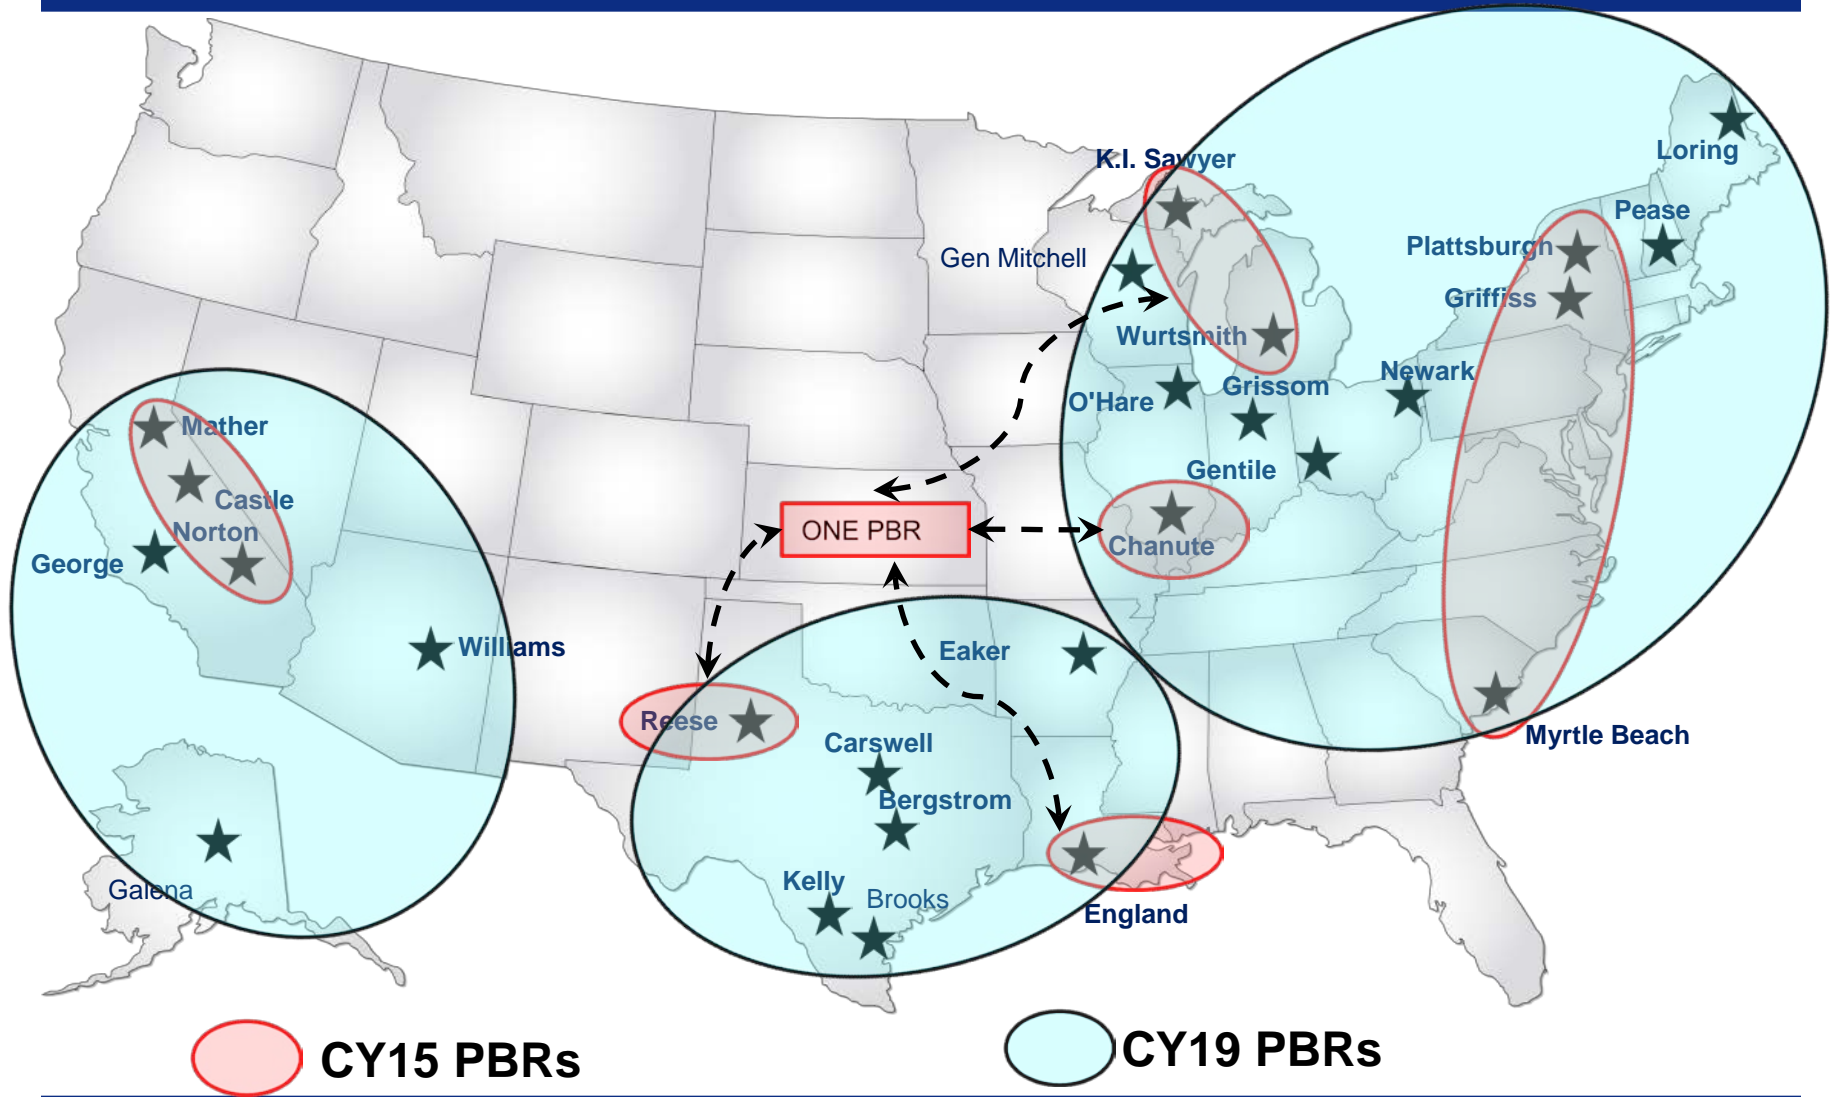 K.I. Sawyer
Loring
Pease
Plattsburgh
Gen Mitchell
Griffiss
Wurtsmith
Newark
Grissom
O'Hare
Mather
Gentile
Castle
Norton
ONE PBR
Chanute
George
Williams
Eaker
Reese
Myrtle Beach
Carswell
Bergstrom
Kelly
Galena
Brooks
England
CY15 PBRs
CY19 PBRs